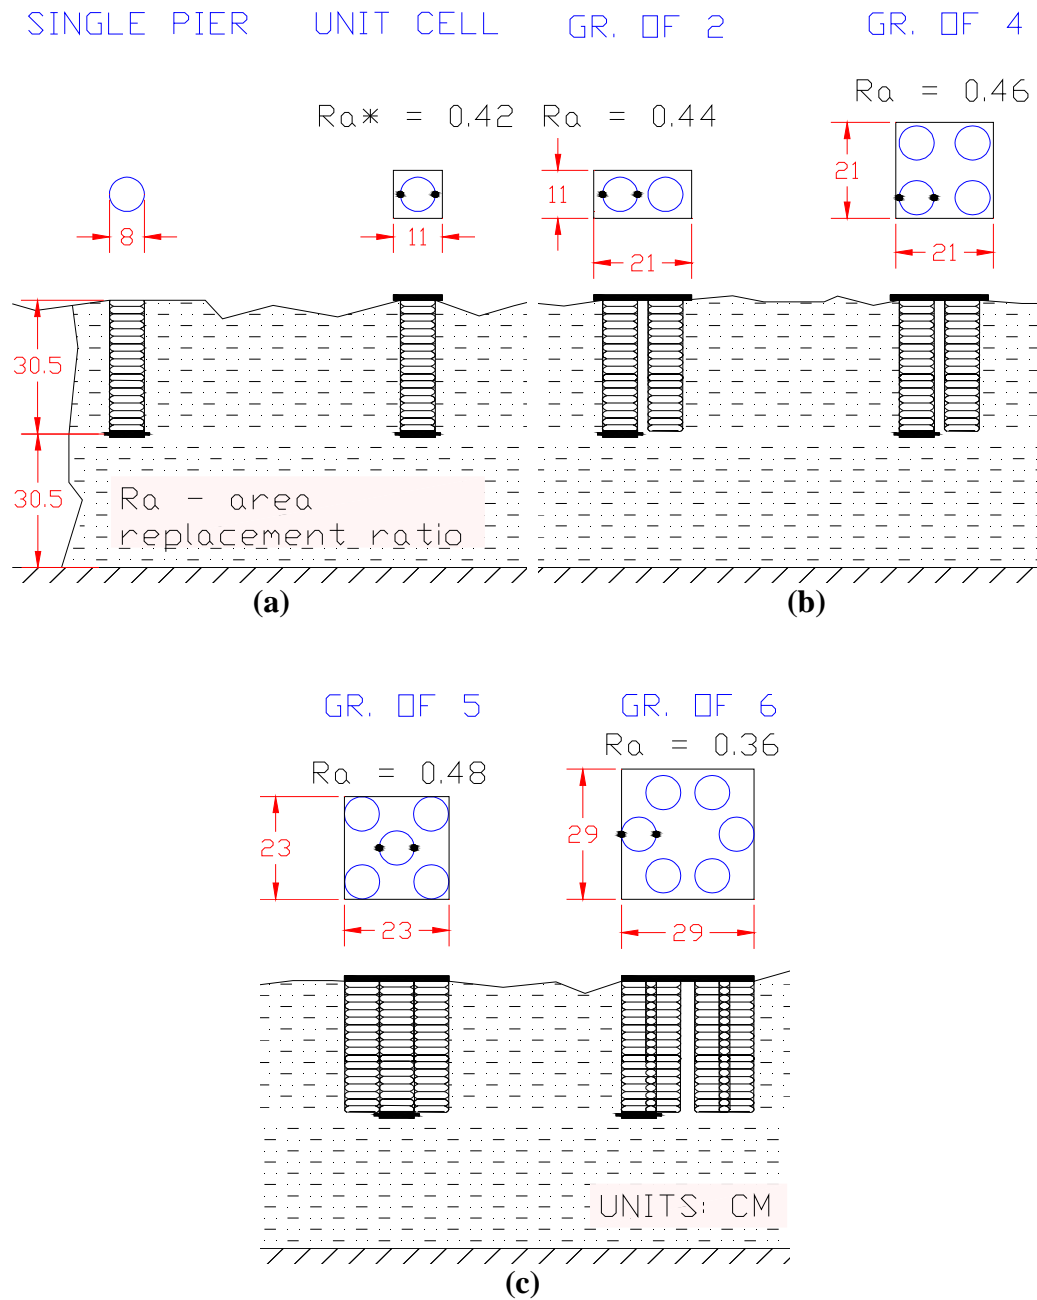 SINGLE PIER UNIT CELL GR. OF 2 GR. OF 4
Ra = 0.46
Ra* = 0.42 Ra = 0.44
21
11
8 11
21
21
30.5
30.5
Ra - area
replacement ratio
(a) (b)
GR. OF 5 GR. OF 6
Ra = 0.36
Ra = 0.48
23
29
23
29
UNITS: CM
(c)